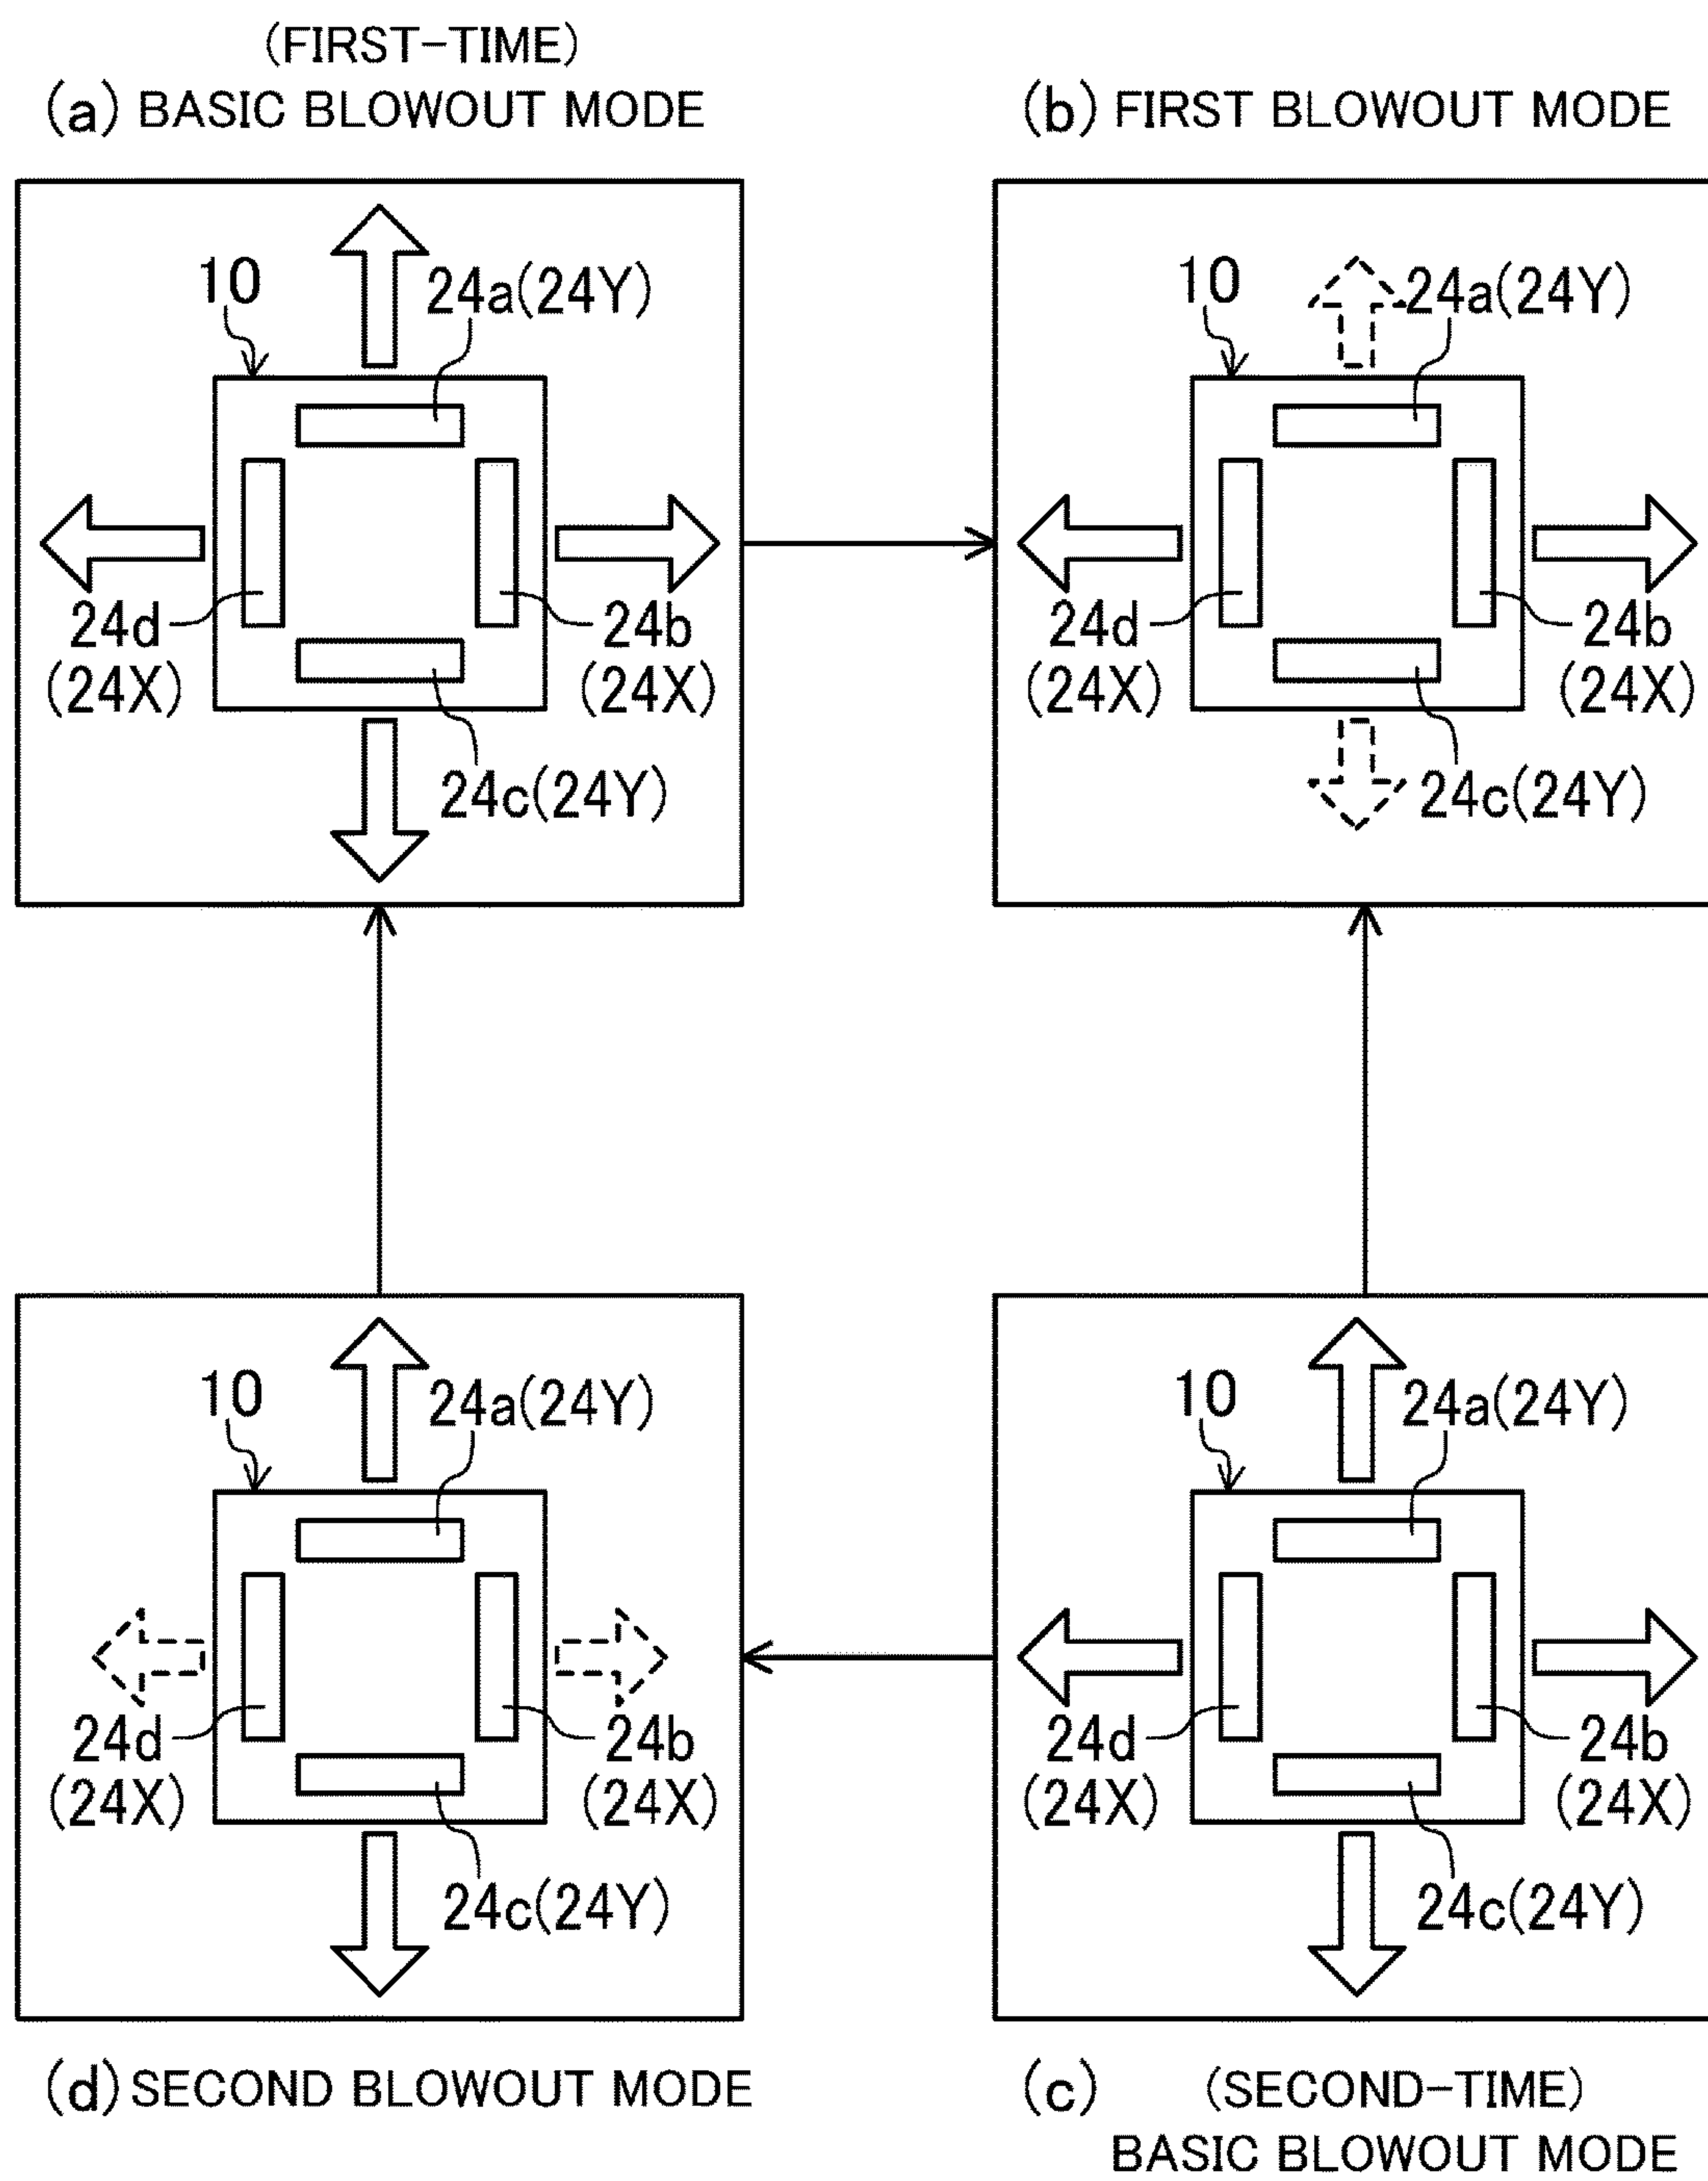 (FIRST-TIME)
(a) BASIC BLOWOUT MODE
10
24a(24Y)
24d
(24X)
24b
(24X)
24c(24Y)
(b) FIRST BLOWOUT MODE
10
24a(24Y)
24d
(24X)
24b
(24X)
24c(24Y)
10
24a(24Y)
24d
(24X)
24b
(24X)
24c(24Y)
(d) SECOND BLOWOUT MODE
10
24a(24Y)
24d
(24X)
24b
(24X)
24c(24Y)
(c) (SECOND-TIME)
BASIC BLOWOUT MODE